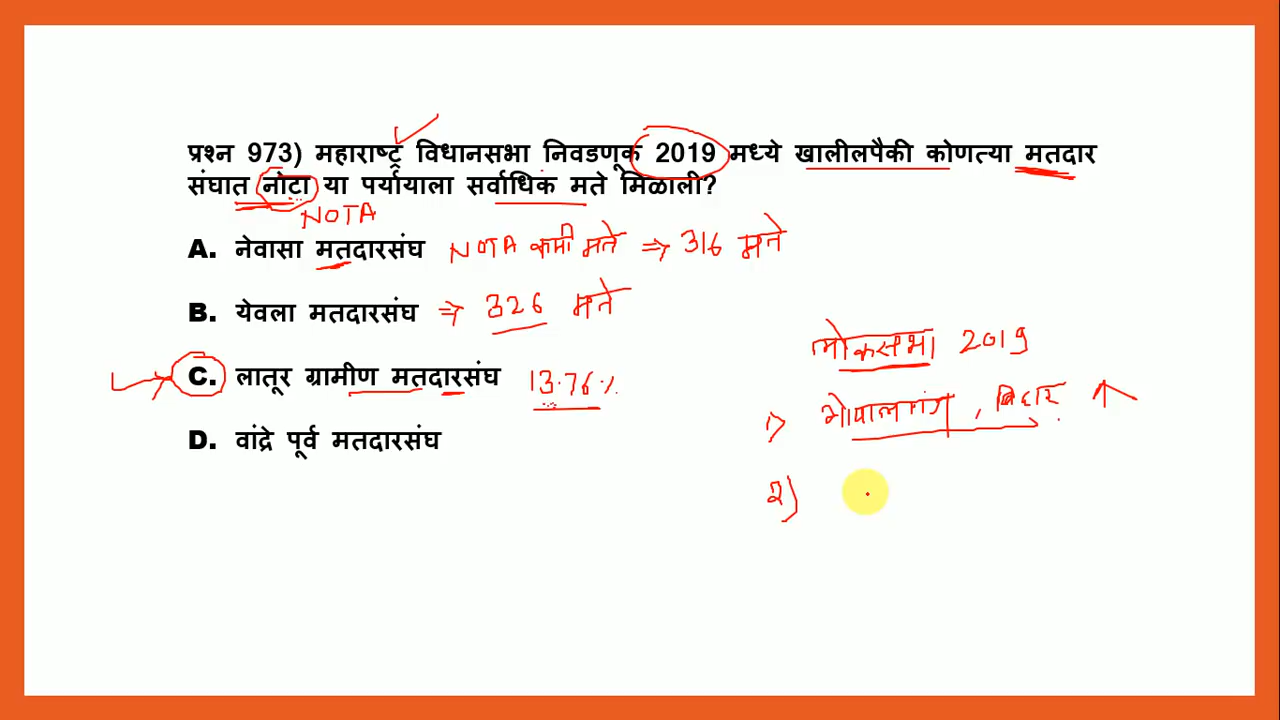 प्रश्न 973) महाराष्ट्र विधानसभा निवडणूक 2019 मध्ये खालीलपैकी कोणत्या मतदार
संघात नोटा या पर्यायाला सर्वाधिक मते मिळाली?
NOTA
A. नेवासा मतदारसंघ NOTA कमी मते ⇒ 316 मते
B. येवला मतदारसंघ ⇒ 326 मते
लोकसभा 2019
C. लातूर ग्रामीण मतदारसंघ 13.76%
1) गोपालगंज, बिहार ↑
D. वांद्रे पूर्व मतदारसंघ
2)